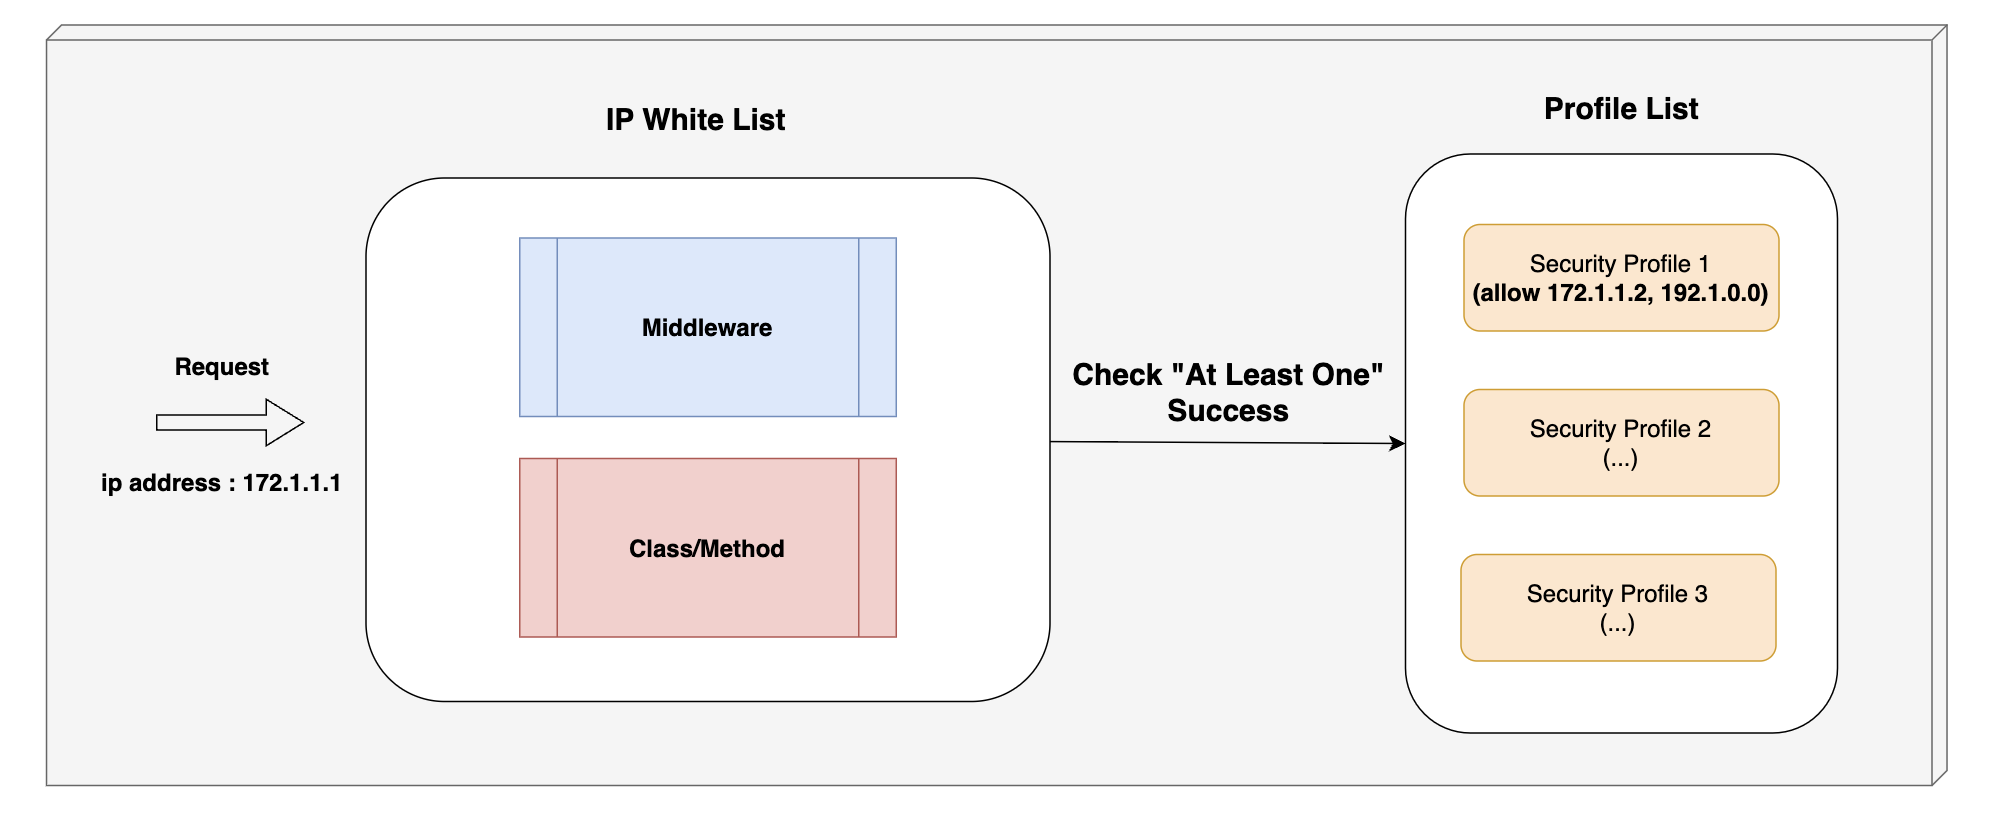 IP White List
Profile List
Request
ip address : 172.1.1.1
Middleware
Class/Method
Check "At Least One"
Success
Security Profile 1
(allow 172.1.1.2, 192.1.0.0)
Security Profile 2
(...)
Security Profile 3
(...)